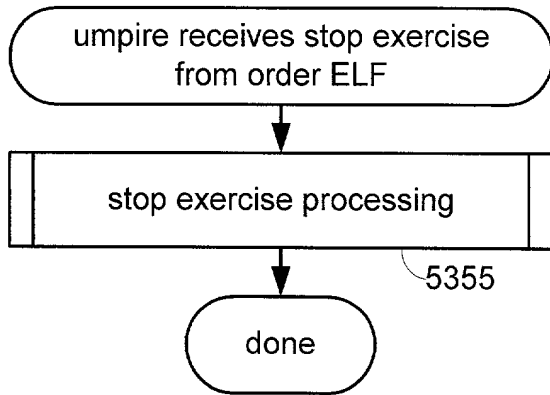 umpire receives stop exercise
from order ELF
stop exercise processing
5355
done